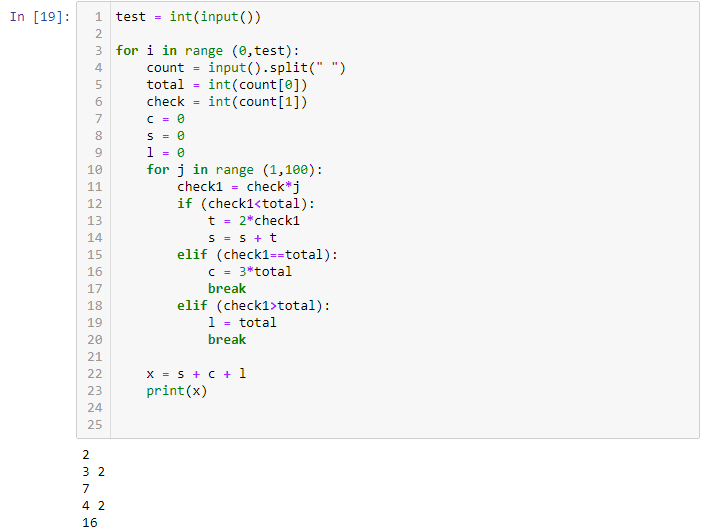 In [19]:
1 test = int(input())
2
3 for i in range (0,test):
4     count = input().split(" ")
5     total = int(count[0])
6     check = int(count[1])
7     c = 0
8     s = 0
9     l = 0
10     for j in range (1,100):
11         check1 = check*j
12         if (check1<total):
13             t = 2*check1
14             s = s + t
15         elif (check1==total):
16             c = 3*total
17             break
18         elif (check1>total):
19             l = total
20             break
21
22     x = s + c + l
23     print(x)
24
25
2
3 2
7
4 2
16